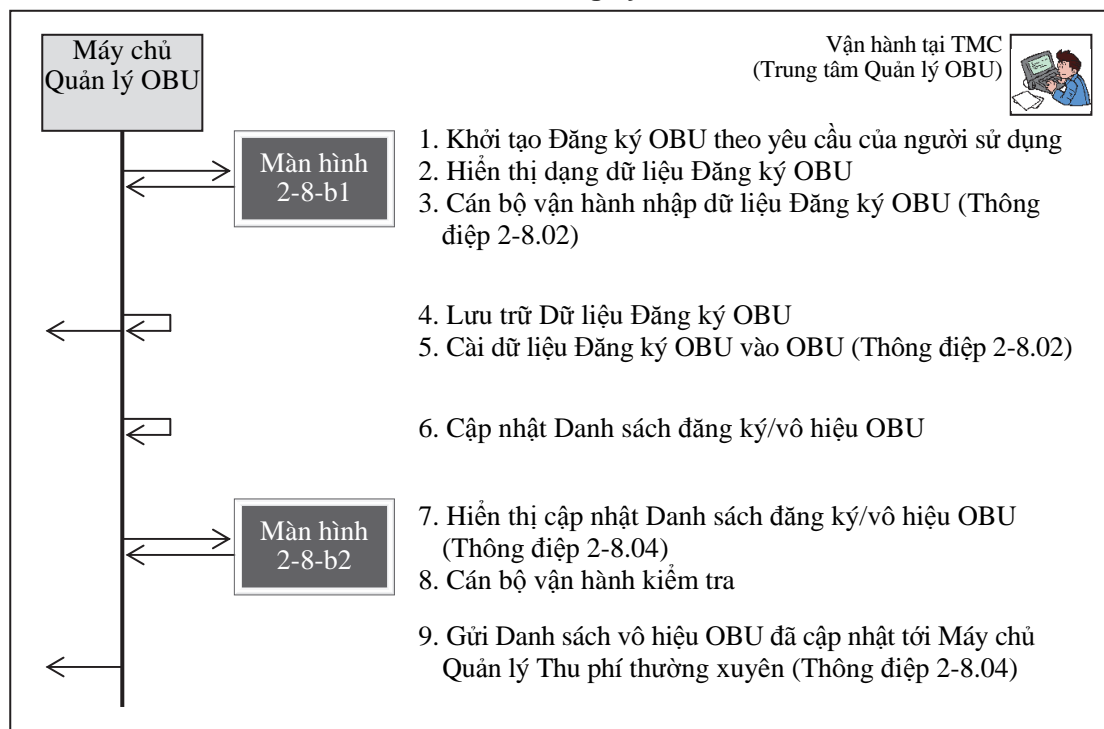 Máy chủ
Quản lý OBU
Vận hành tại TMC
(Trung tâm Quản lý OBU)
Màn hình
2-8-b1
1. Khởi tạo Đăng ký OBU theo yêu cầu của người sử dụng
2. Hiển thị dạng dữ liệu Đăng ký OBU
3. Cán bộ vận hành nhập dữ liệu Đăng ký OBU (Thông
điệp 2-8.02)
4. Lưu trữ Dữ liệu Đăng ký OBU
5. Cài dữ liệu Đăng ký OBU vào OBU (Thông điệp 2-8.02)
6. Cập nhật Danh sách đăng ký/vô hiệu OBU
Màn hình
2-8-b2
7. Hiển thị cập nhật Danh sách đăng ký/vô hiệu OBU
(Thông điệp 2-8.04)
8. Cán bộ vận hành kiểm tra
9. Gửi Danh sách vô hiệu OBU đã cập nhật tới Máy chủ
Quản lý Thu phí thường xuyên (Thông điệp 2-8.04)